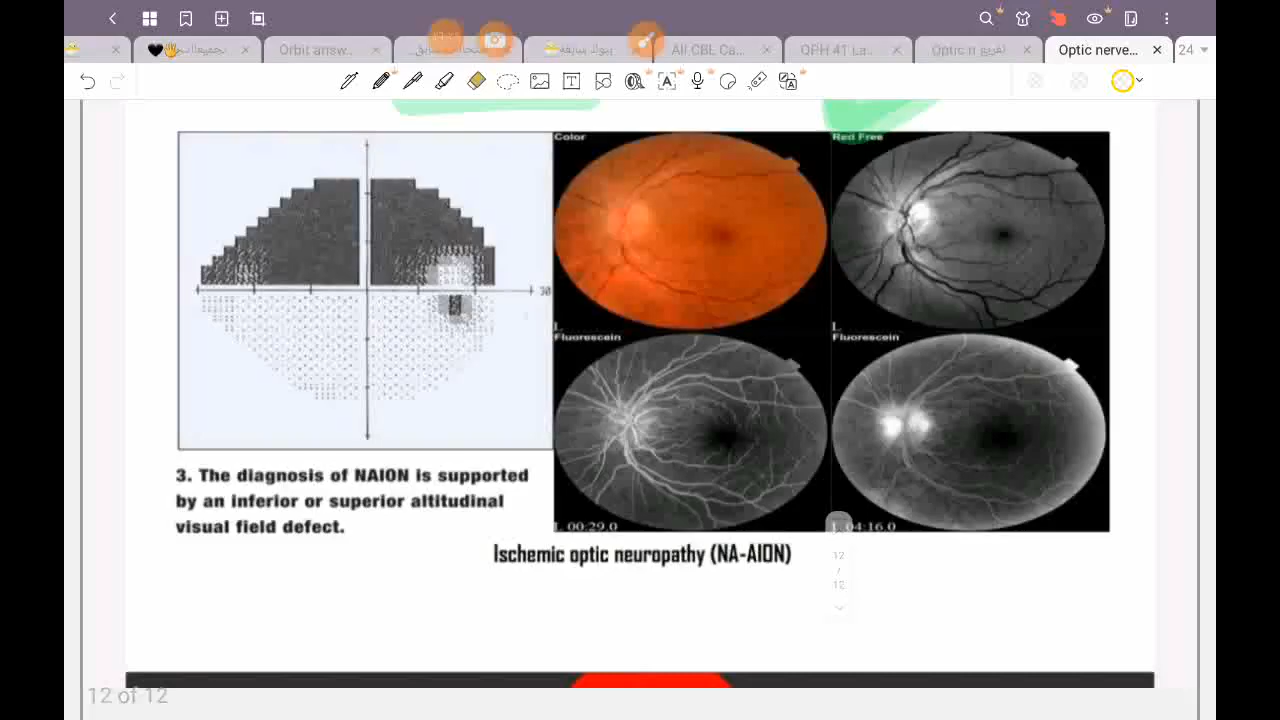 Orbit answ..
All CBL Ca...
OPH 41 La...
Optic n تفريغ
Optic nerve...
24
30
Color
Red Free
L
L
Fluorescein
Fluorescein
L 00:29.0
L 04:16.0
3. The diagnosis of NAION is supported
by an inferior or superior altitudinal
visual field defect.
Ischemic optic neuropathy (NA-AION)
12
/
12
12 of 12